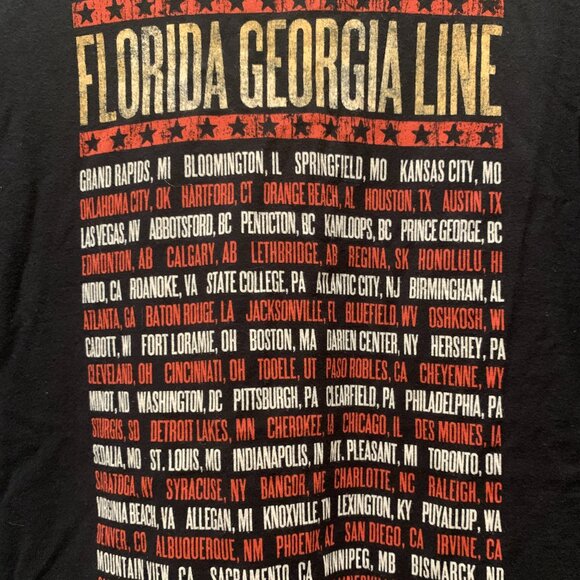 FLORIDA GEORGIA LINE
GRAND RAPIDS, MI BLOOMINGTON, IL SPRINGFIELD, MO KANSAS CITY, MO
OKLAHOMA CITY, OK HARTFORD, CT ORANGE BEACH, AL HOUSTON, TX AUSTIN, TX
LAS VEGAS, NV ABBOTSFORD, BC PENTICTON, BC KAMLOOPS, BC PRINCE GEORGE, BC
EDMONTON, AB CALGARY, AB LETHBRIDGE, AB REGINA, SK HONOLULU, HI
INDIO, CA ROANOKE, VA STATE COLLEGE, PA ATLANTIC CITY, NJ BIRMINGHAM, AL
ATLANTA, GA BATON ROUGE, LA JACKSONVILLE, FL BLUEFIELD, WV OSHKOSH, WI
CADOTT, WI FORT LORAMIE, OH BOSTON, MA DARIEN CENTER, NY HERSHEY, PA
CLEVELAND, OH CINCINATI, OH TOOELE, UT PASO ROBLES, CA CHEYENNE, WY
MINOT, ND WASHINGTON, DC PITTSBURGH, PA CLEARFIELD, PA PHILADELPHIA, PA
STURGIS, SD DETROIT LAKES, MN CHEROKEE, IA CHICAGO, IL DES MOINES, IA
SEDALIA, MO ST. LOUIS, MO INDIANAPOLIS, IN MT. PLEASANT, MI TORONTO, ON
SARATOGA, NY SYRACUSE, NY BANGOR, ME CHARLOTTE, NC RALEIGH, NC
VIRGINIA BEACH, VA ALLEGAN, MI KNOXVILLE, TN LEXINGTON, KY PUYALLUP, WA
DENVER, CO ALBUQUERQUE, NM PHOENIX, AZ SAN DIEGO, CA IRVINE, CA
MOUNTAIN VIEW, CA SACRAMENTO, CA WINNIPEG, MB BISMARCK, ND